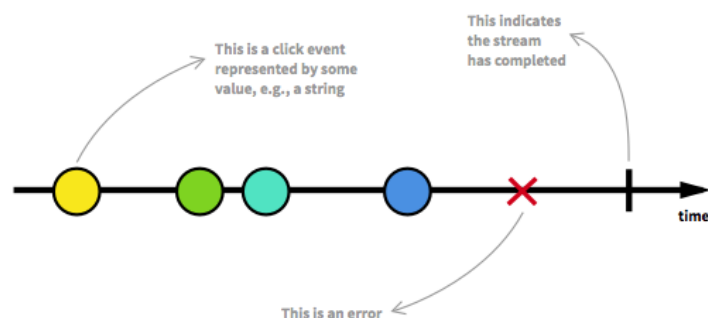 This is a click event
represented by some
value, e.g., a string
This indicates
the stream
has completed
time
This is an error